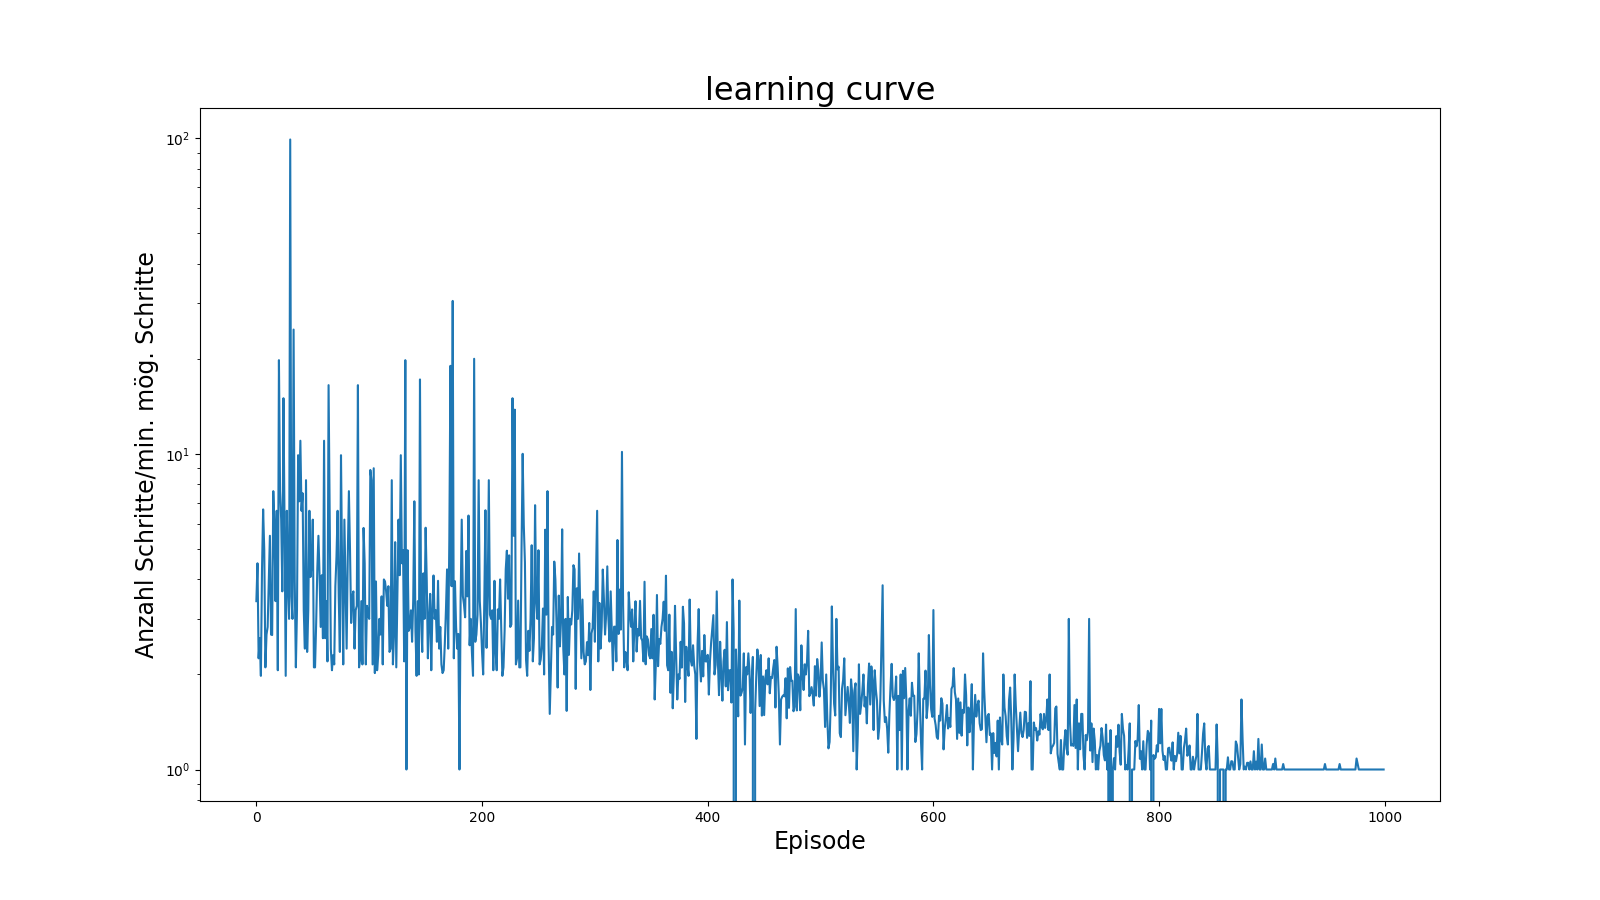 learning curve
Anzahl Schritte/min. mög. Schritte
10²
10¹
10⁰
0 200 400 600 800 1000
Episode